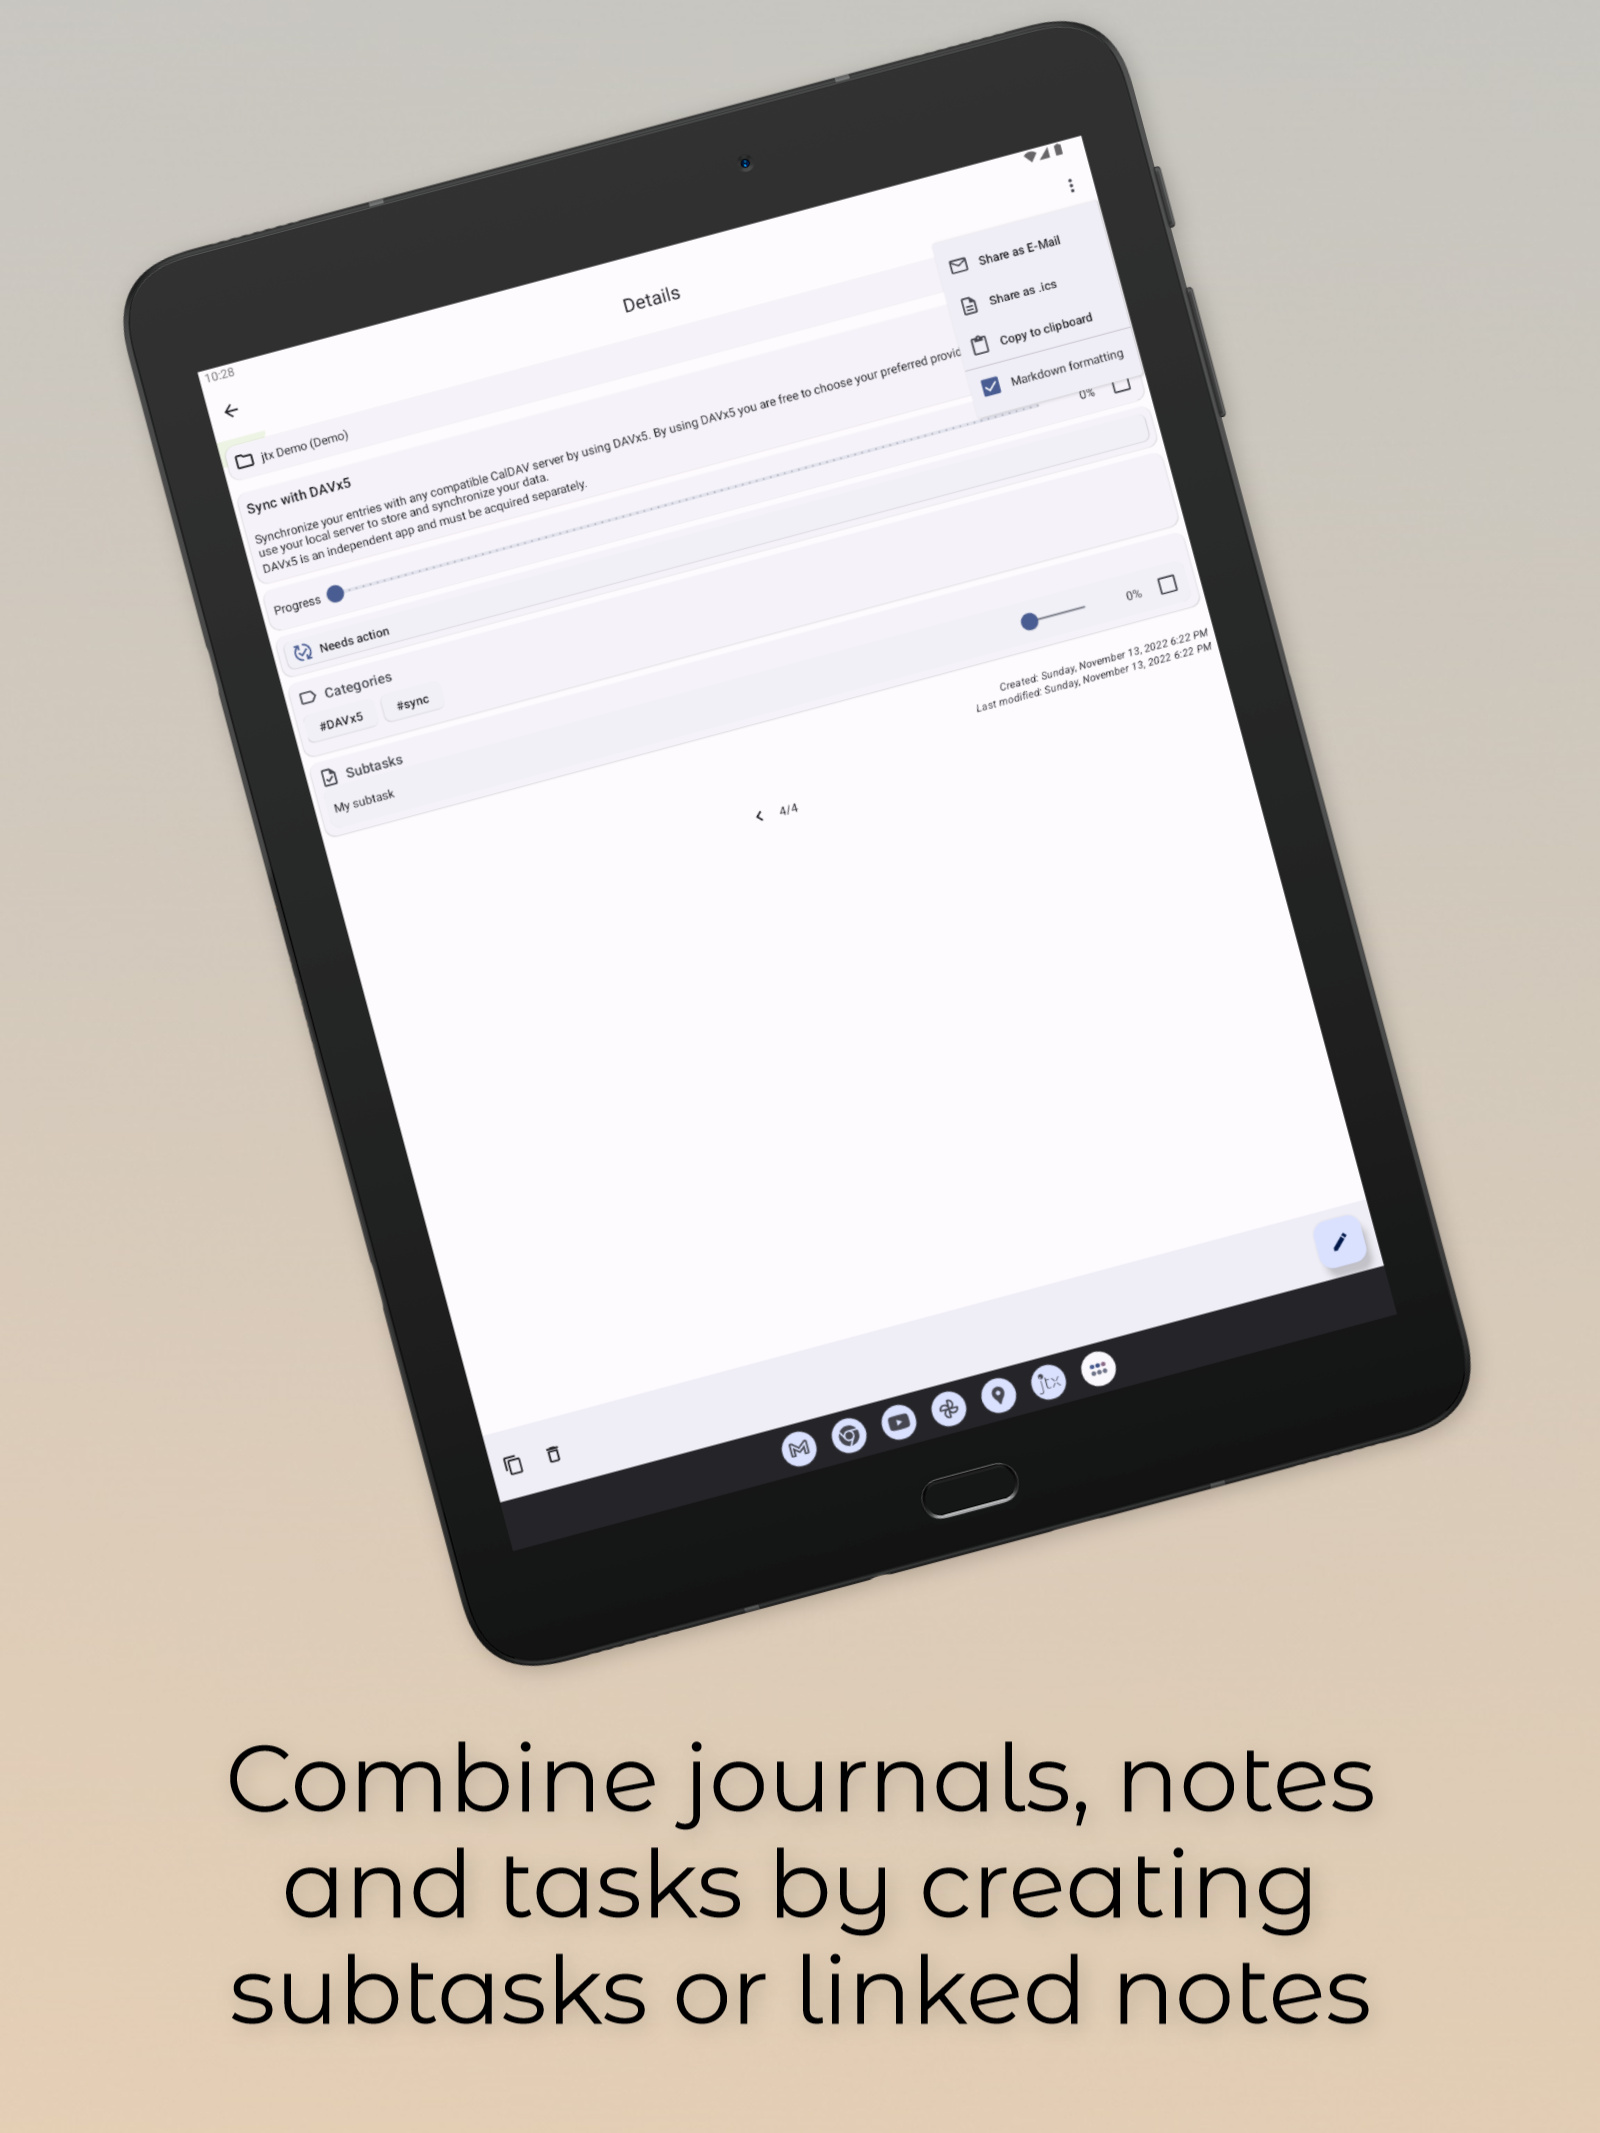 10:28
Details
Share as E-Mail
Share as .ics
Copy to clipboard
Markdown formatting
jtx Demo (Demo)
Sync with DAVx5
Synchronize your entries with any compatible CalDAV server by using DAVx5. By using DAVx5 you are free to choose your preferred
use your local server to store and synchronize your data.
DAVx5 is an independent app and must be acquired separately.
Progress
0%
Needs action
Categories
#DAVx5
#sync
Subtasks
My subtask
0%
Created: Sunday, November 13, 2022 6:22 PM
Last modified: Sunday, November 13, 2022 6:22 PM
4/4
jtx
Combine journals, notes
and tasks by creating
subtasks or linked notes